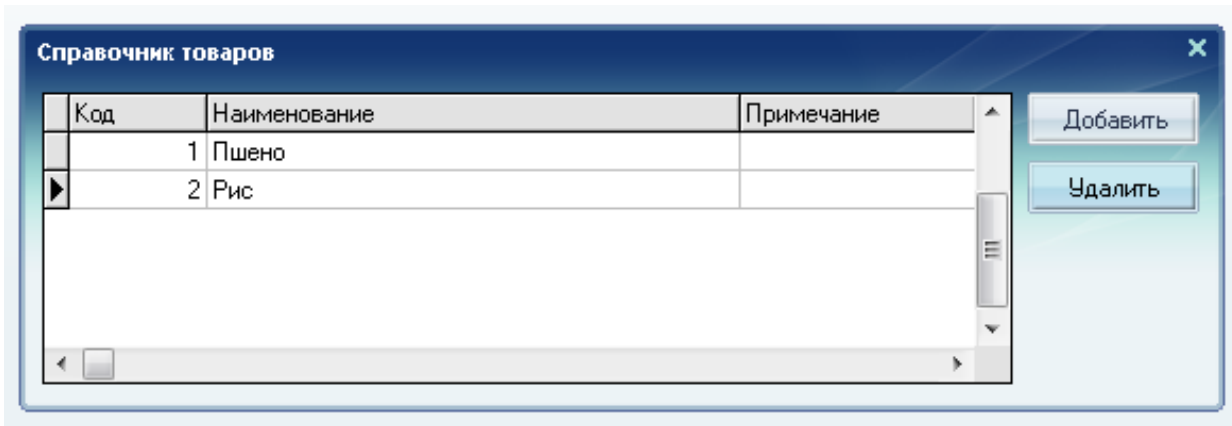 Справочник товаров
Код Наименование Примечание
1 Пшено
2 Рис
Добавить
Удалить